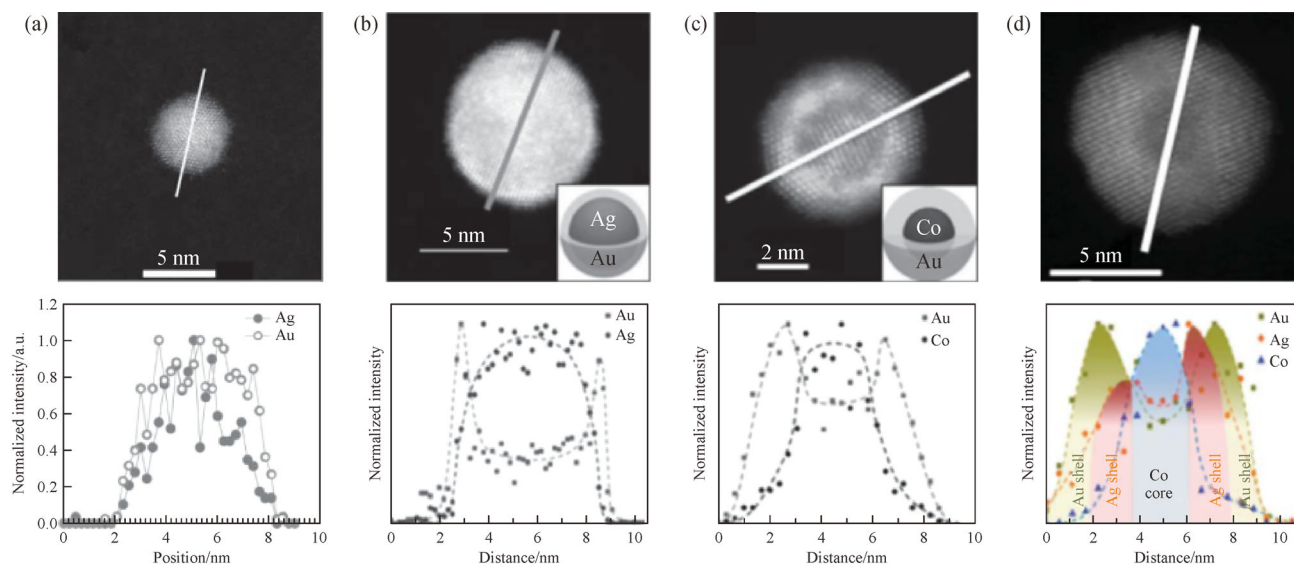 (a)
5 nm
(b)
5 nm
Ag
Au
(c)
2 nm
Co
Au
(d)
5 nm
Normalized intensity/a.u.
1.2
1.0
0.8
0.6
0.4
0.2
0.0
Ag
Au
0 2 4 6 8 10
Position/nm
Normalized intensity
Au
Ag
0 2 4 6 8 10
Distance/nm
Normalized intensity
Au
Co
0 2 4 6 8 10
Distance/nm
Normalized intensity
Au
Ag
Co
Au shell
Ag shell
Co
core
Ag shell
Au shell
0 2 4 6 8 10
Distance/nm